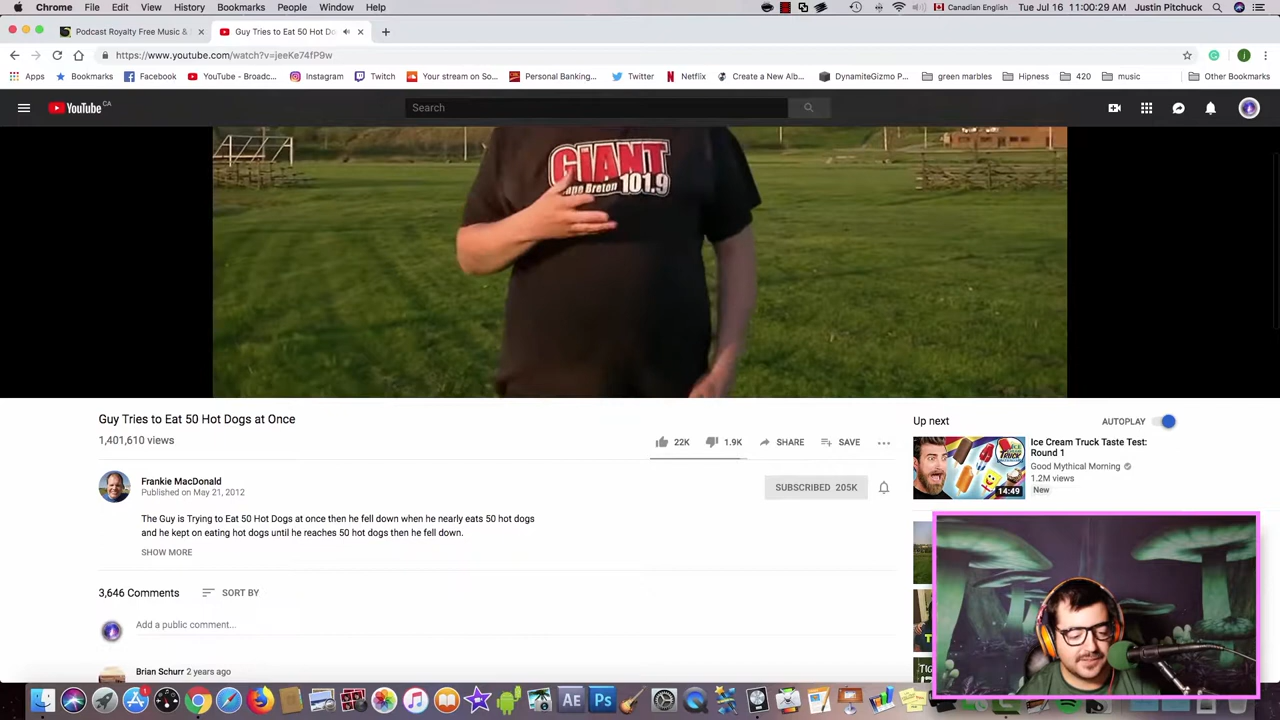 Chrome File Edit View History Bookmarks People Window Help Canadian English Tue Jul 16 11:00:29 AM Justin Pitchuck
Podcast Royalty Free Music & Guy Tries to Eat 50 Hot Do
https://www.youtube.com/watch?v=jeeKe74fP9w
Apps Bookmarks Facebook YouTube - Broadc... Instagram Twitch Your stream on So... Personal Banking... Twitter Netflix Create a New Alb... DynamiteGizmo P... green marbles Hipness 420 music Other Bookmarks
YouTube CA Search
GIANT
Cape Breton 101.9
Guy Tries to Eat 50 Hot Dogs at Once
1,401,610 views
22K 1.9K SHARE SAVE
Frankie MacDonald
Published on May 21, 2012
SUBSCRIBED 205K
The Guy is Trying to Eat 50 Hot Dogs at once then he fell down when he nearly eats 50 hot dogs
and he kept on eating hot dogs until he reaches 50 hot dogs then he fell down.
SHOW MORE
3,646 Comments SORT BY
Add a public comment...
Brian Schurr 2 years ago
Up next AUTOPLAY
Ice Cream Truck Taste Test:
Round 1
Good Mythical Morning
1.2M views
New
14:49
AE Ps